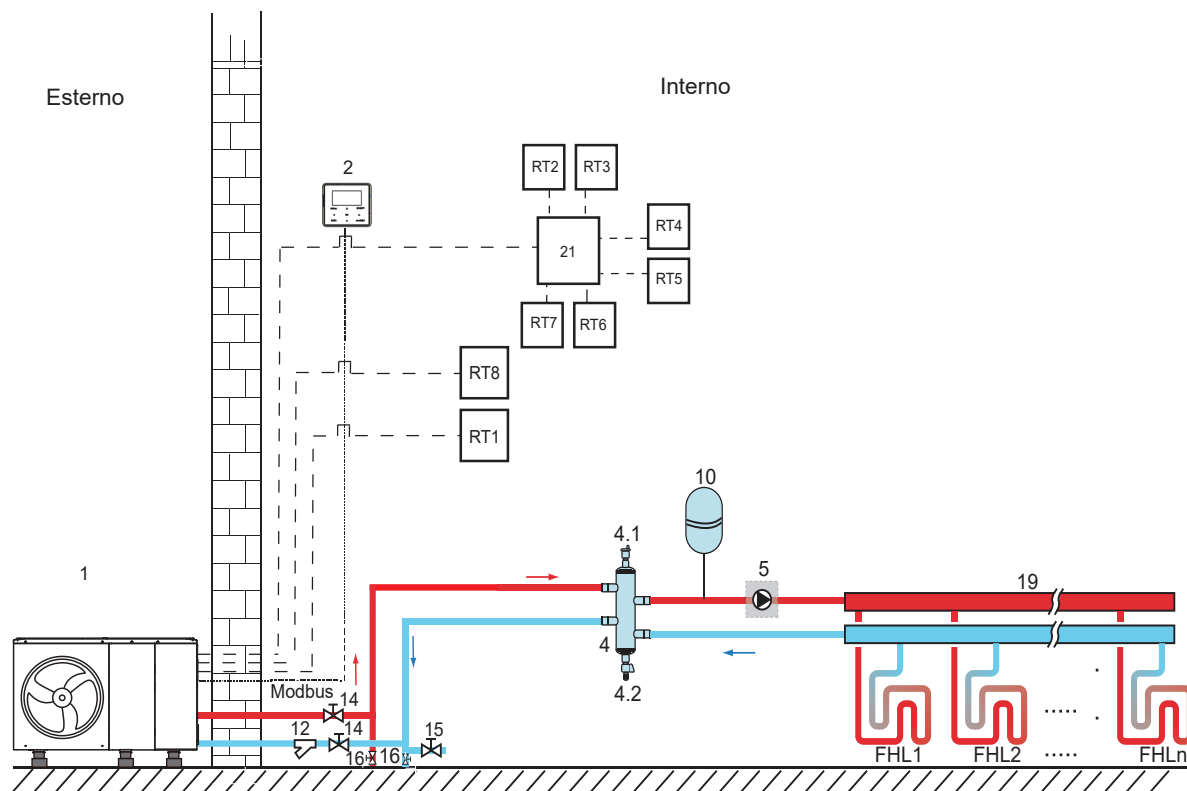 Esterno
Interno
2
RT2
RT3
21
RT4
RT5
RT7
RT6
RT8
RT1
10
4.1
5
19
1
4
4.2
Modbus
14
12
14
15
16
16
FHL1
FHL2
.....
.....
FHLn